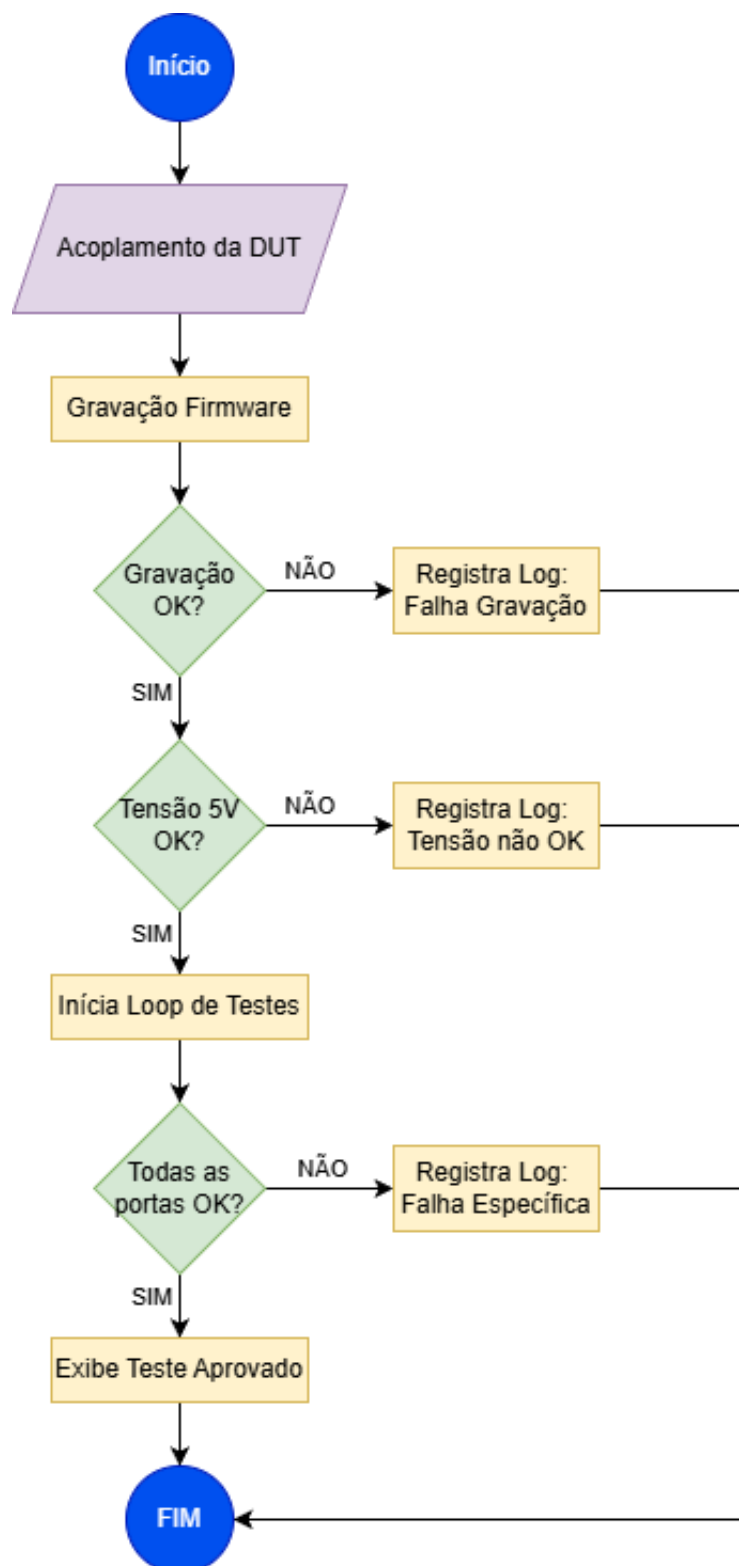 Início
Acoplamento da DUT
Gravação Firmware
Gravação
OK?
NÃO
Registra Log:
Falha Gravação
SIM
Tensão 5V
OK?
NÃO
Registra Log:
Tensão não OK
SIM
Inícia Loop de Testes
Todas as
portas OK?
NÃO
Registra Log:
Falha Específica
SIM
Exibe Teste Aprovado
FIM